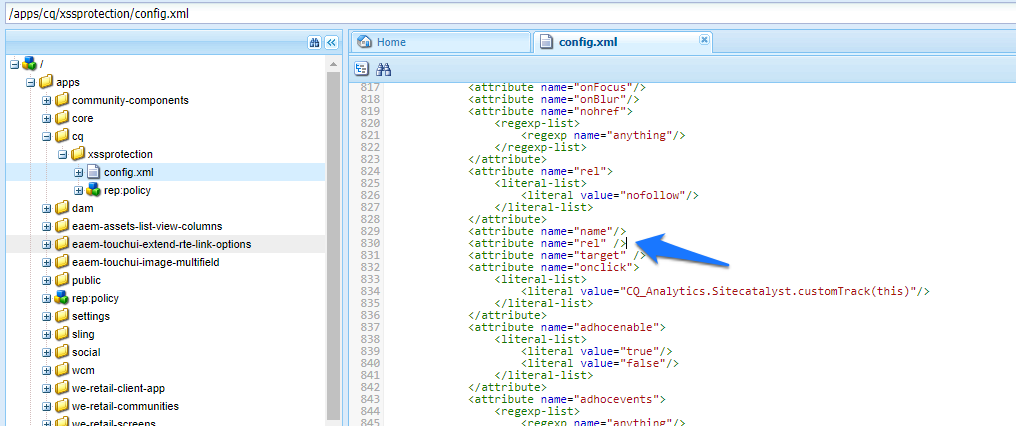 /apps/cq/xssprotection/config.xml
/
apps
community-components
core
cq
xssprotection
config.xml
rep:policy
dam
eaem-assets-list-view-columns
eaem-touchui-extend-rte-link-options
eaem-touchui-image-multifield
public
rep:policy
settings
sling
social
wcm
we-retail-client-app
we-retail-communities
we-retail-screens
Home
config.xml
817 <attribute name="onFocus"/>
818 <attribute name="onBlur"/>
819 <attribute name="nohref">
820 <regexp-list>
821 <regexp name="anything"/>
822 </regexp-list>
823 </attribute>
824 <attribute name="rel">
825 <literal-list>
826 <literal value="nofollow"/>
827 </literal-list>
828 </attribute>
829 <attribute name="name"/>
830 <attribute name="rel" />
831 <attribute name="target" />
832 <attribute name="onclick">
833 <literal-list>
834 <literal value="CQ_Analytics.Sitecatalyst.customTrack(this)"/>
835 </literal-list>
836 </attribute>
837 <attribute name="adhocenable">
838 <literal-list>
839 <literal value="true"/>
840 <literal value="false"/>
841 </literal-list>
842 </attribute>
843 <attribute name="adhocevents">
844 <regexp-list>
845 <regexp name="anything"/>